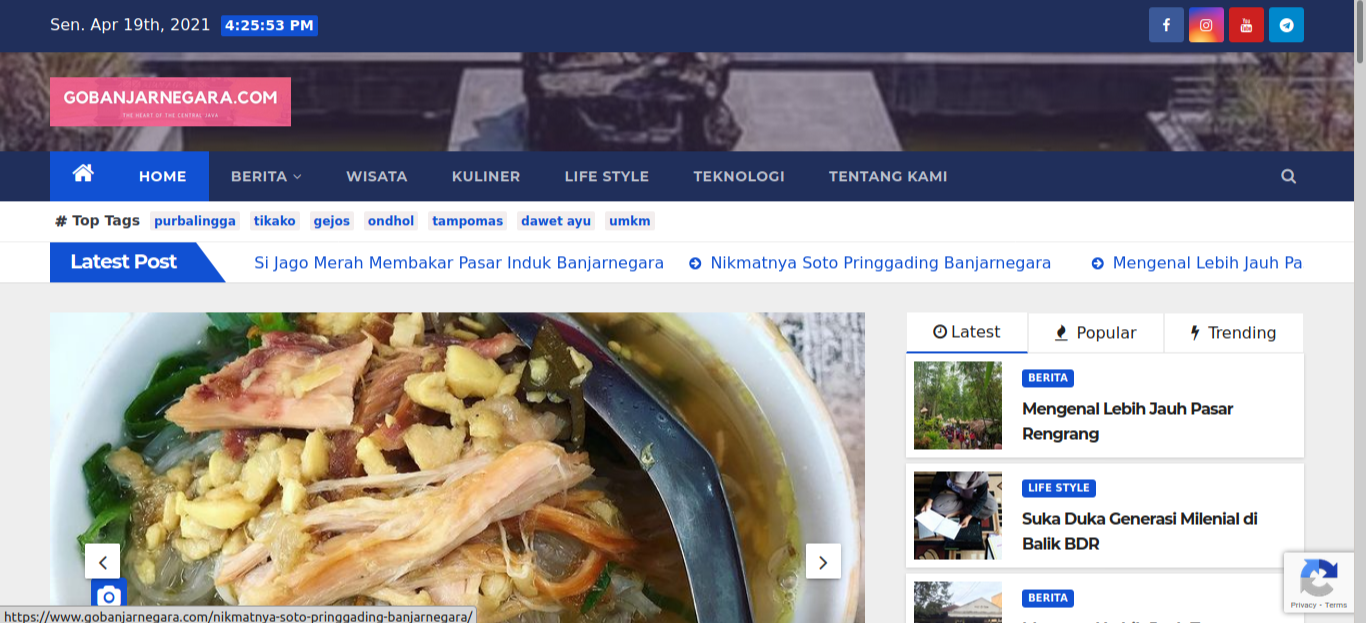 Sen. Apr 19th, 2021 4:25:53 PM
GOBANJARNEGARA.COM
THE HEART OF THE CENTRAL JAVA
HOME BERITA WISATA KULINER LIFE STYLE TEKNOLOGI TENTANG KAMI
# Top Tags purbalingga tikako gejos ondhol tampomas dawet ayu umkm
Latest Post Si Jago Merah Membakar Pasar Induk Banjarnegara Nikmatnya Soto Pringgading Banjarnegara Mengenal Lebih Jauh Pa
Latest Popular Trending
BERITA
Mengenal Lebih Jauh Pasar
Rengrang
LIFE STYLE
Suka Duka Generasi Milenial di
Balik BDR
BERITA
Privacy - Terms
https://www.gobanjarnegara.com/nikmatnya-soto-pringgading-banjarnegara/